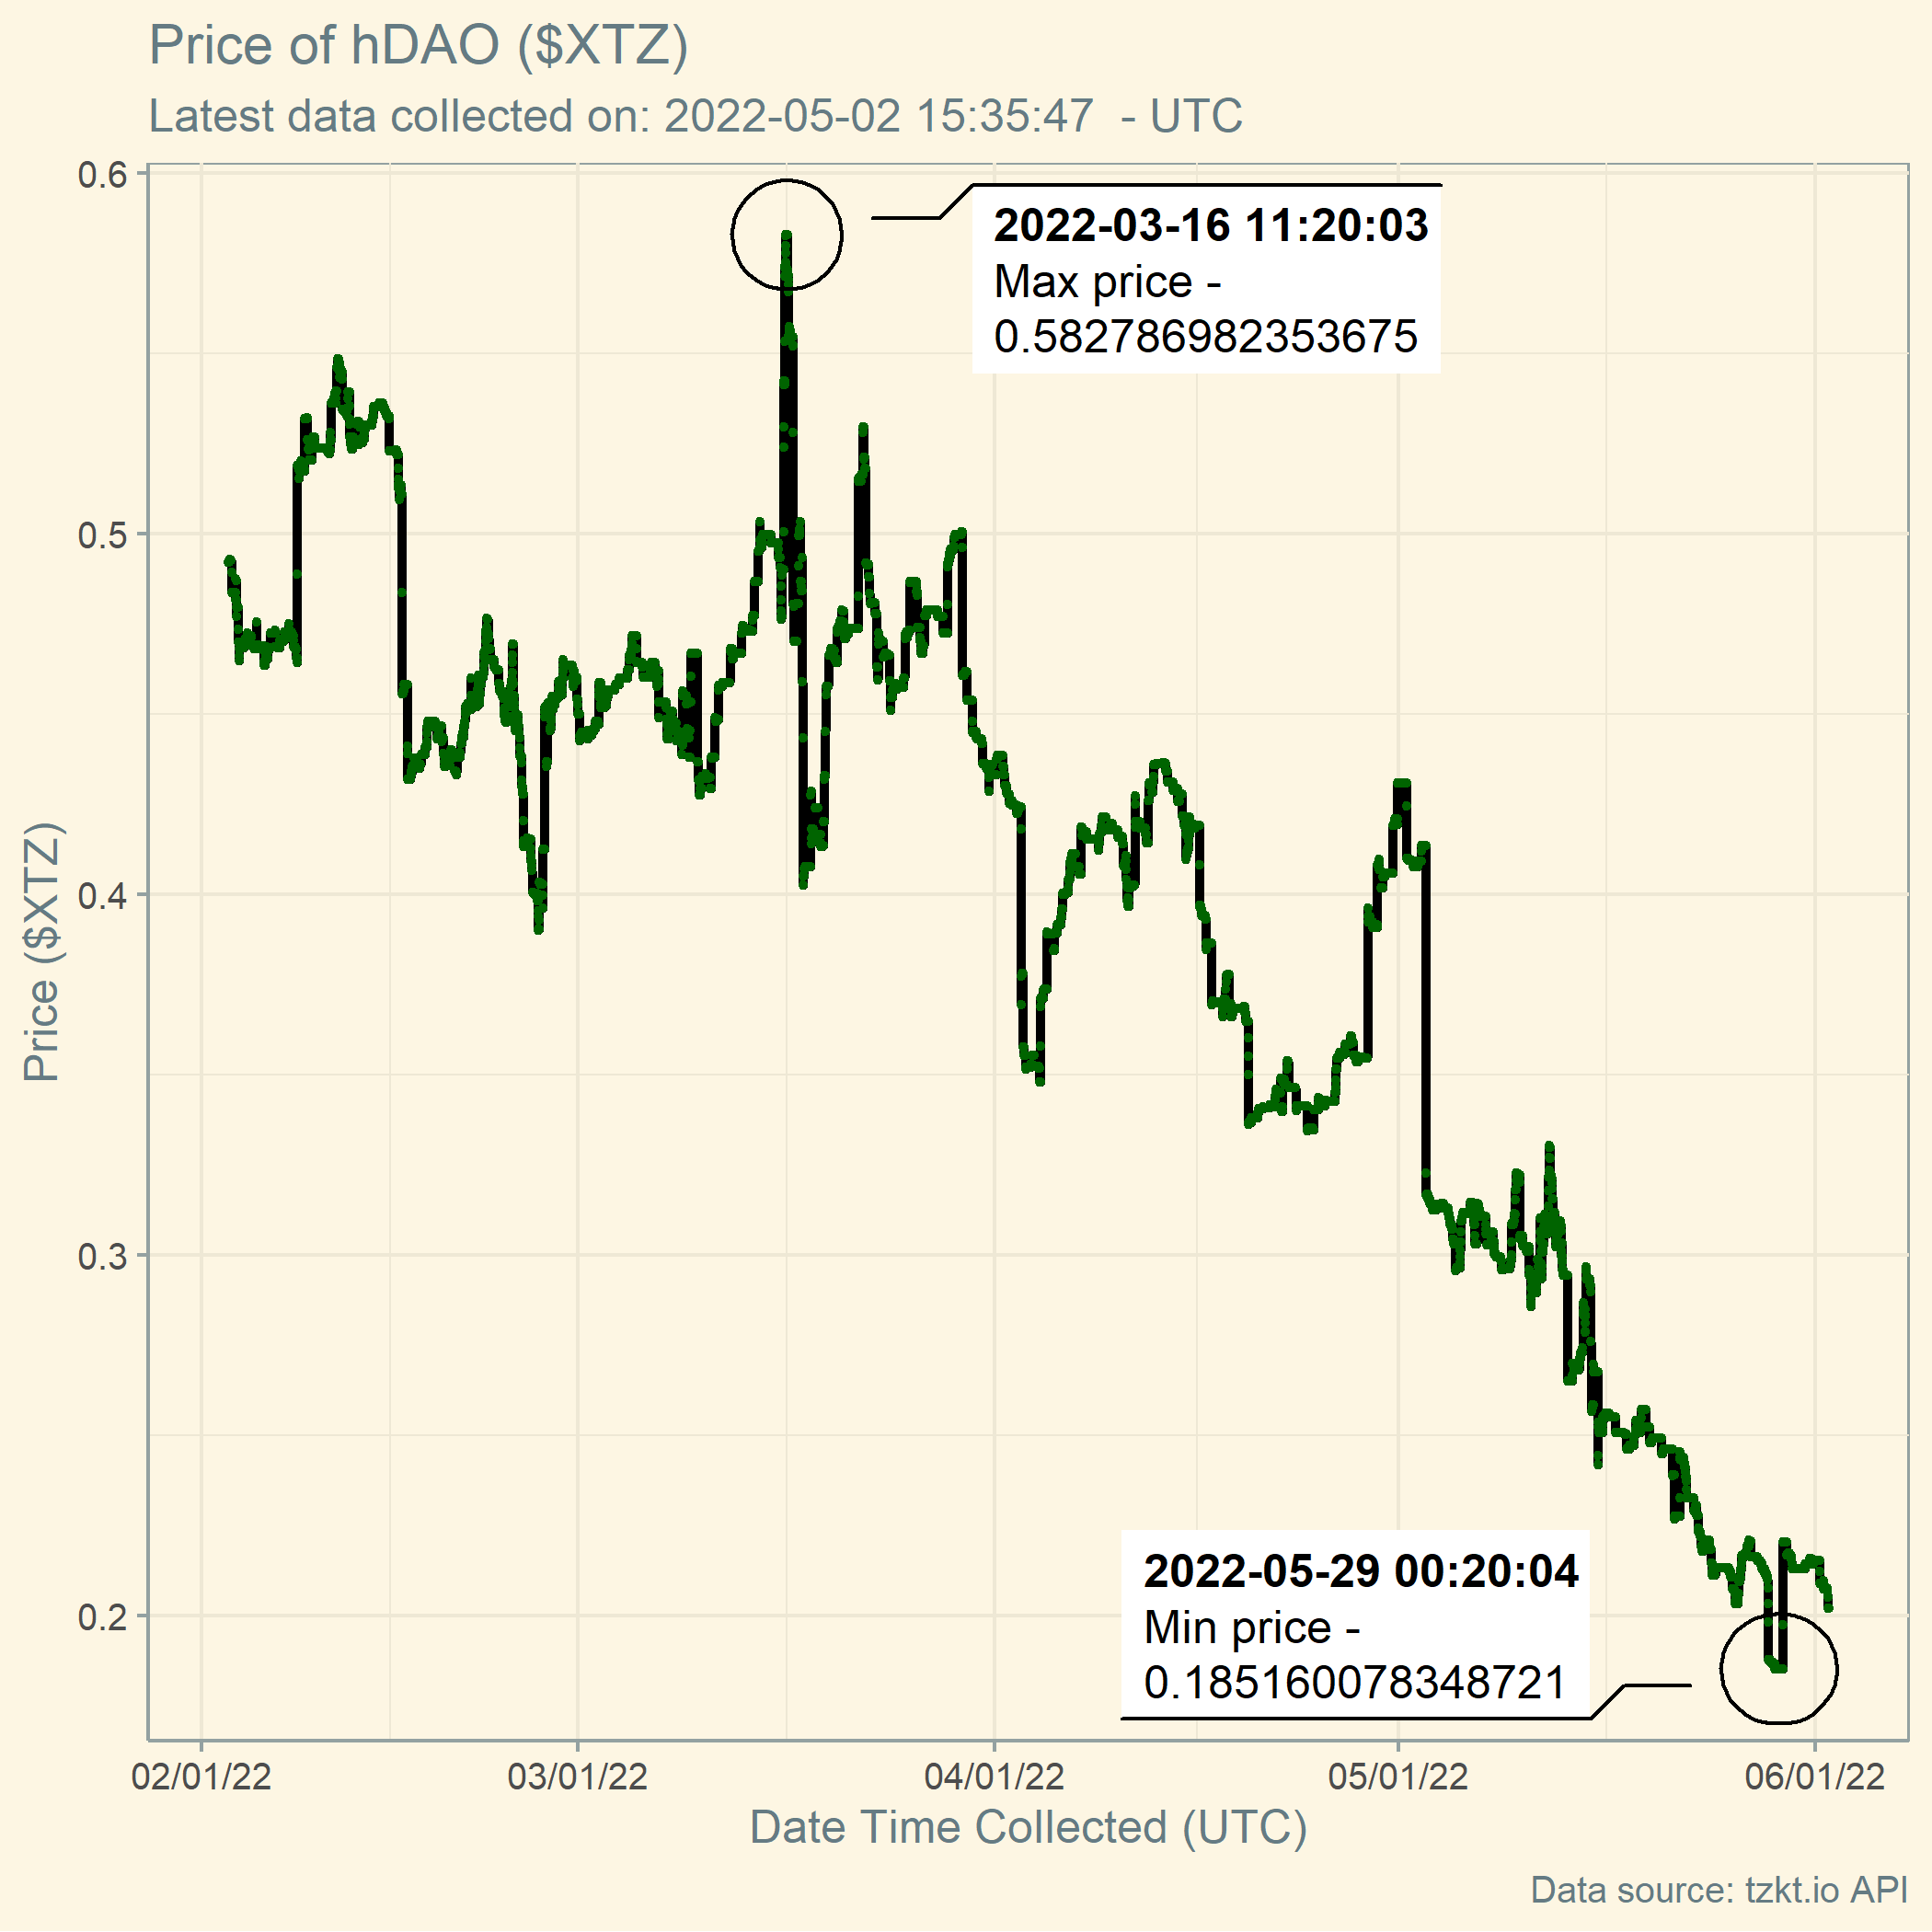 Price of hDAO ($XTZ)
Latest data collected on: 2022-05-02 15:35:47  - UTC
0.6
0.5
0.4
0.3
0.2
Price ($XTZ)
2022-03-16 11:20:03
Max price -
0.582786982353675
2022-05-29 00:20:04
Min price -
0.185160078348721
02/01/22
03/01/22
04/01/22
05/01/22
06/01/22
Date Time Collected (UTC)
Data source: tzkt.io API